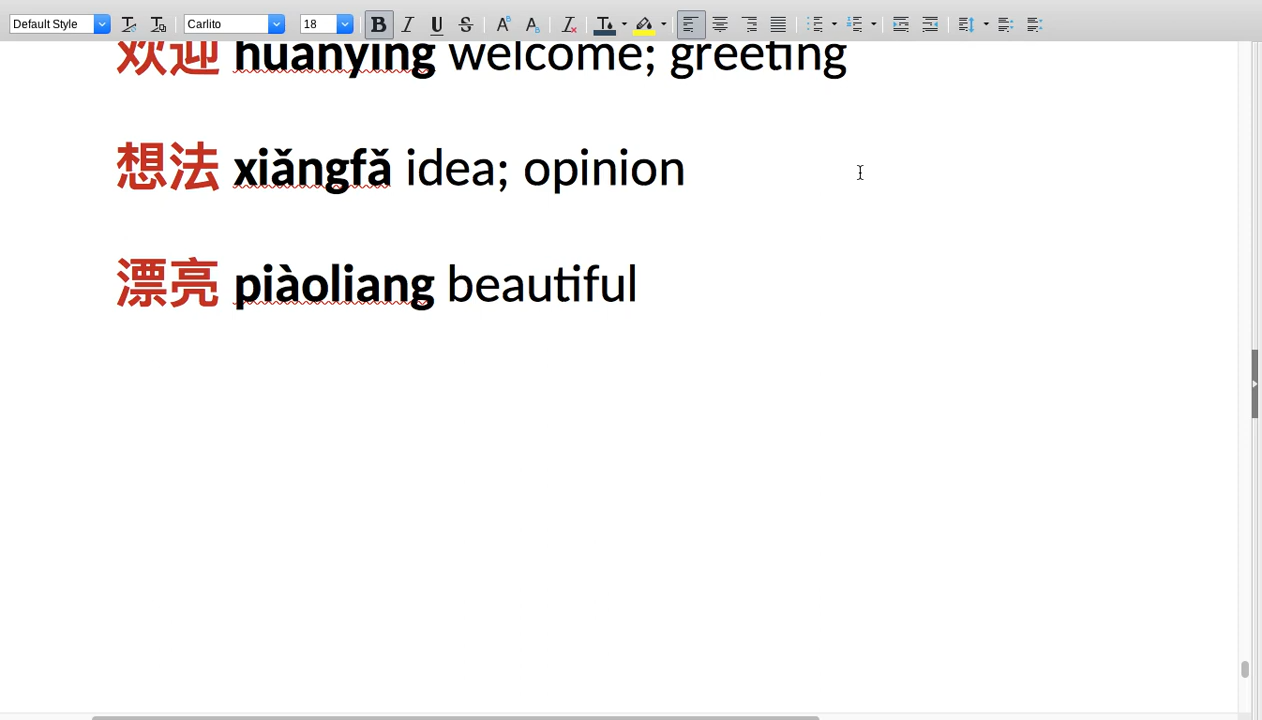 Default Style
Carlito
18
欢迎 huānyíng welcome; greeting
想法 xiǎngfǎ idea; opinion
漂亮 piàoliang beautiful